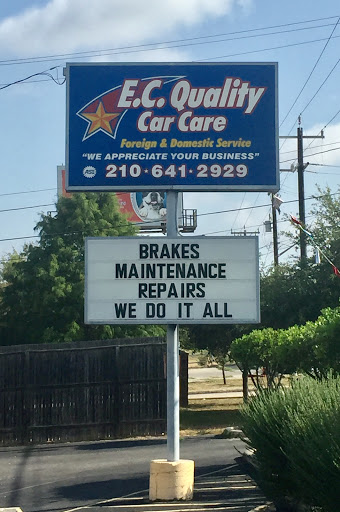 E.C. Quality
Car Care
Foreign & Domestic Service
"WE APPRECIATE YOUR BUSINESS"
ASE
210·641·2929
BRAKES
MAINTENANCE
REPAIRS
WE DO IT ALL